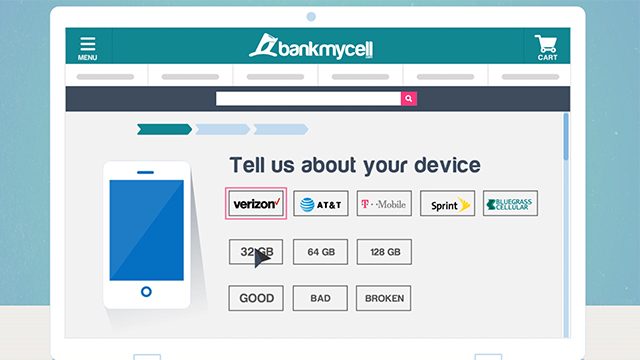 MENU
bankmycell
CART
Tell us about your device
verizon
AT&T
T··Mobile
Sprint
BLUEGRASS
CELLULAR
32 GB
64 GB
128 GB
GOOD
BAD
BROKEN